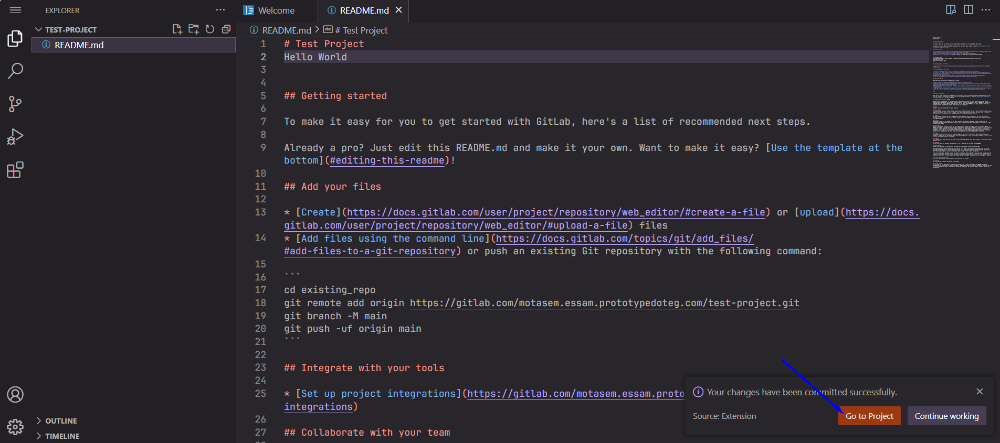 EXPLORER
Welcome
README.md
TEST-PROJECT
README.md
README.md
# Test Project
1 # Test Project
2 Hello World
3
4
5 ## Getting started
6
7 To make it easy for you to get started with GitLab, here's a list of recommended next steps.
8
9 Already a pro? Just edit this README.md and make it your own. Want to make it easy? [Use the template at the
bottom](#editing-this-readme)!
10
11 ## Add your files
12
13 * [Create](https://docs.gitlab.com/user/project/repository/web_editor/#create-a-file) or [upload](https://docs.
gitlab.com/user/project/repository/web_editor/#upload-a-file) files
14 * [Add files using the command line](https://docs.gitlab.com/topics/git/add_files/
#add-files-to-a-git-repository) or push an existing Git repository with the following command:
15
16 ```
17 cd existing_repo
18 git remote add origin https://gitlab.com/motasem.essam.prototypedoteg.com/test-project.git
19 git branch -M main
20 git push -uf origin main
21 ```
22
23 ## Integrate with your tools
24
25 * [Set up project integrations](https://gitlab.com/motasem.essam.proto
integrations)
26
27 ## Collaborate with your team
OUTLINE
TIMELINE
Your changes have been committed successfully.
Source: Extension
Go to Project
Continue working